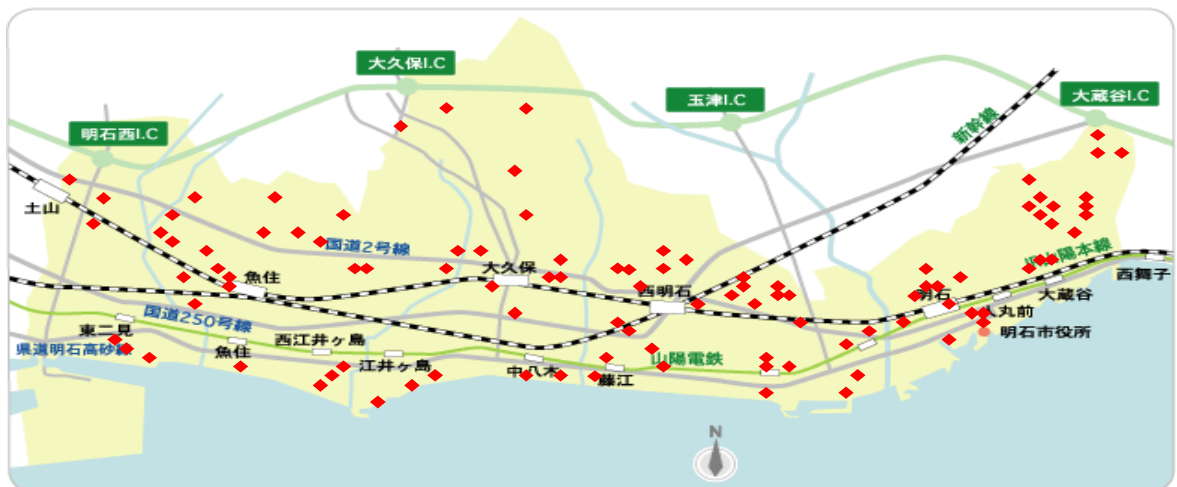 大久保I.C
玉津I.C
大蔵谷I.C
明石西I.C
新幹線
土山
国道2号線
山陽本線
魚住
大久保
西明石
明石
西舞子
大蔵谷
人丸前
明石市役所
国道250号線
東二見
県道明石高砂線
魚住
西江井ヶ島
江井ヶ島
中八木
藤江
山陽電鉄
N